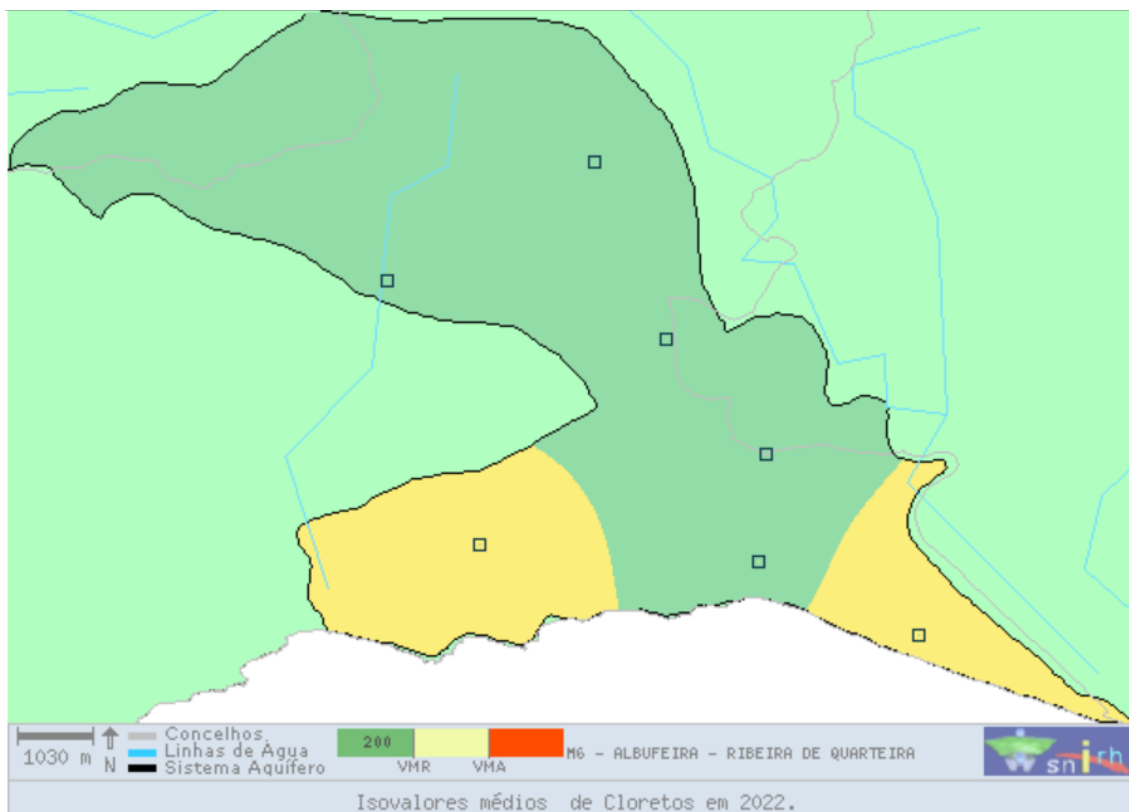 1030 m
N
Concelhos
Linhas de Água
Sistema Aquífero
200
VMR
VMA
M6 - ALBUFEIRA - RIBEIRA DE QUARTEIRA
snirh
Isovalores médios de Cloretos em 2022.